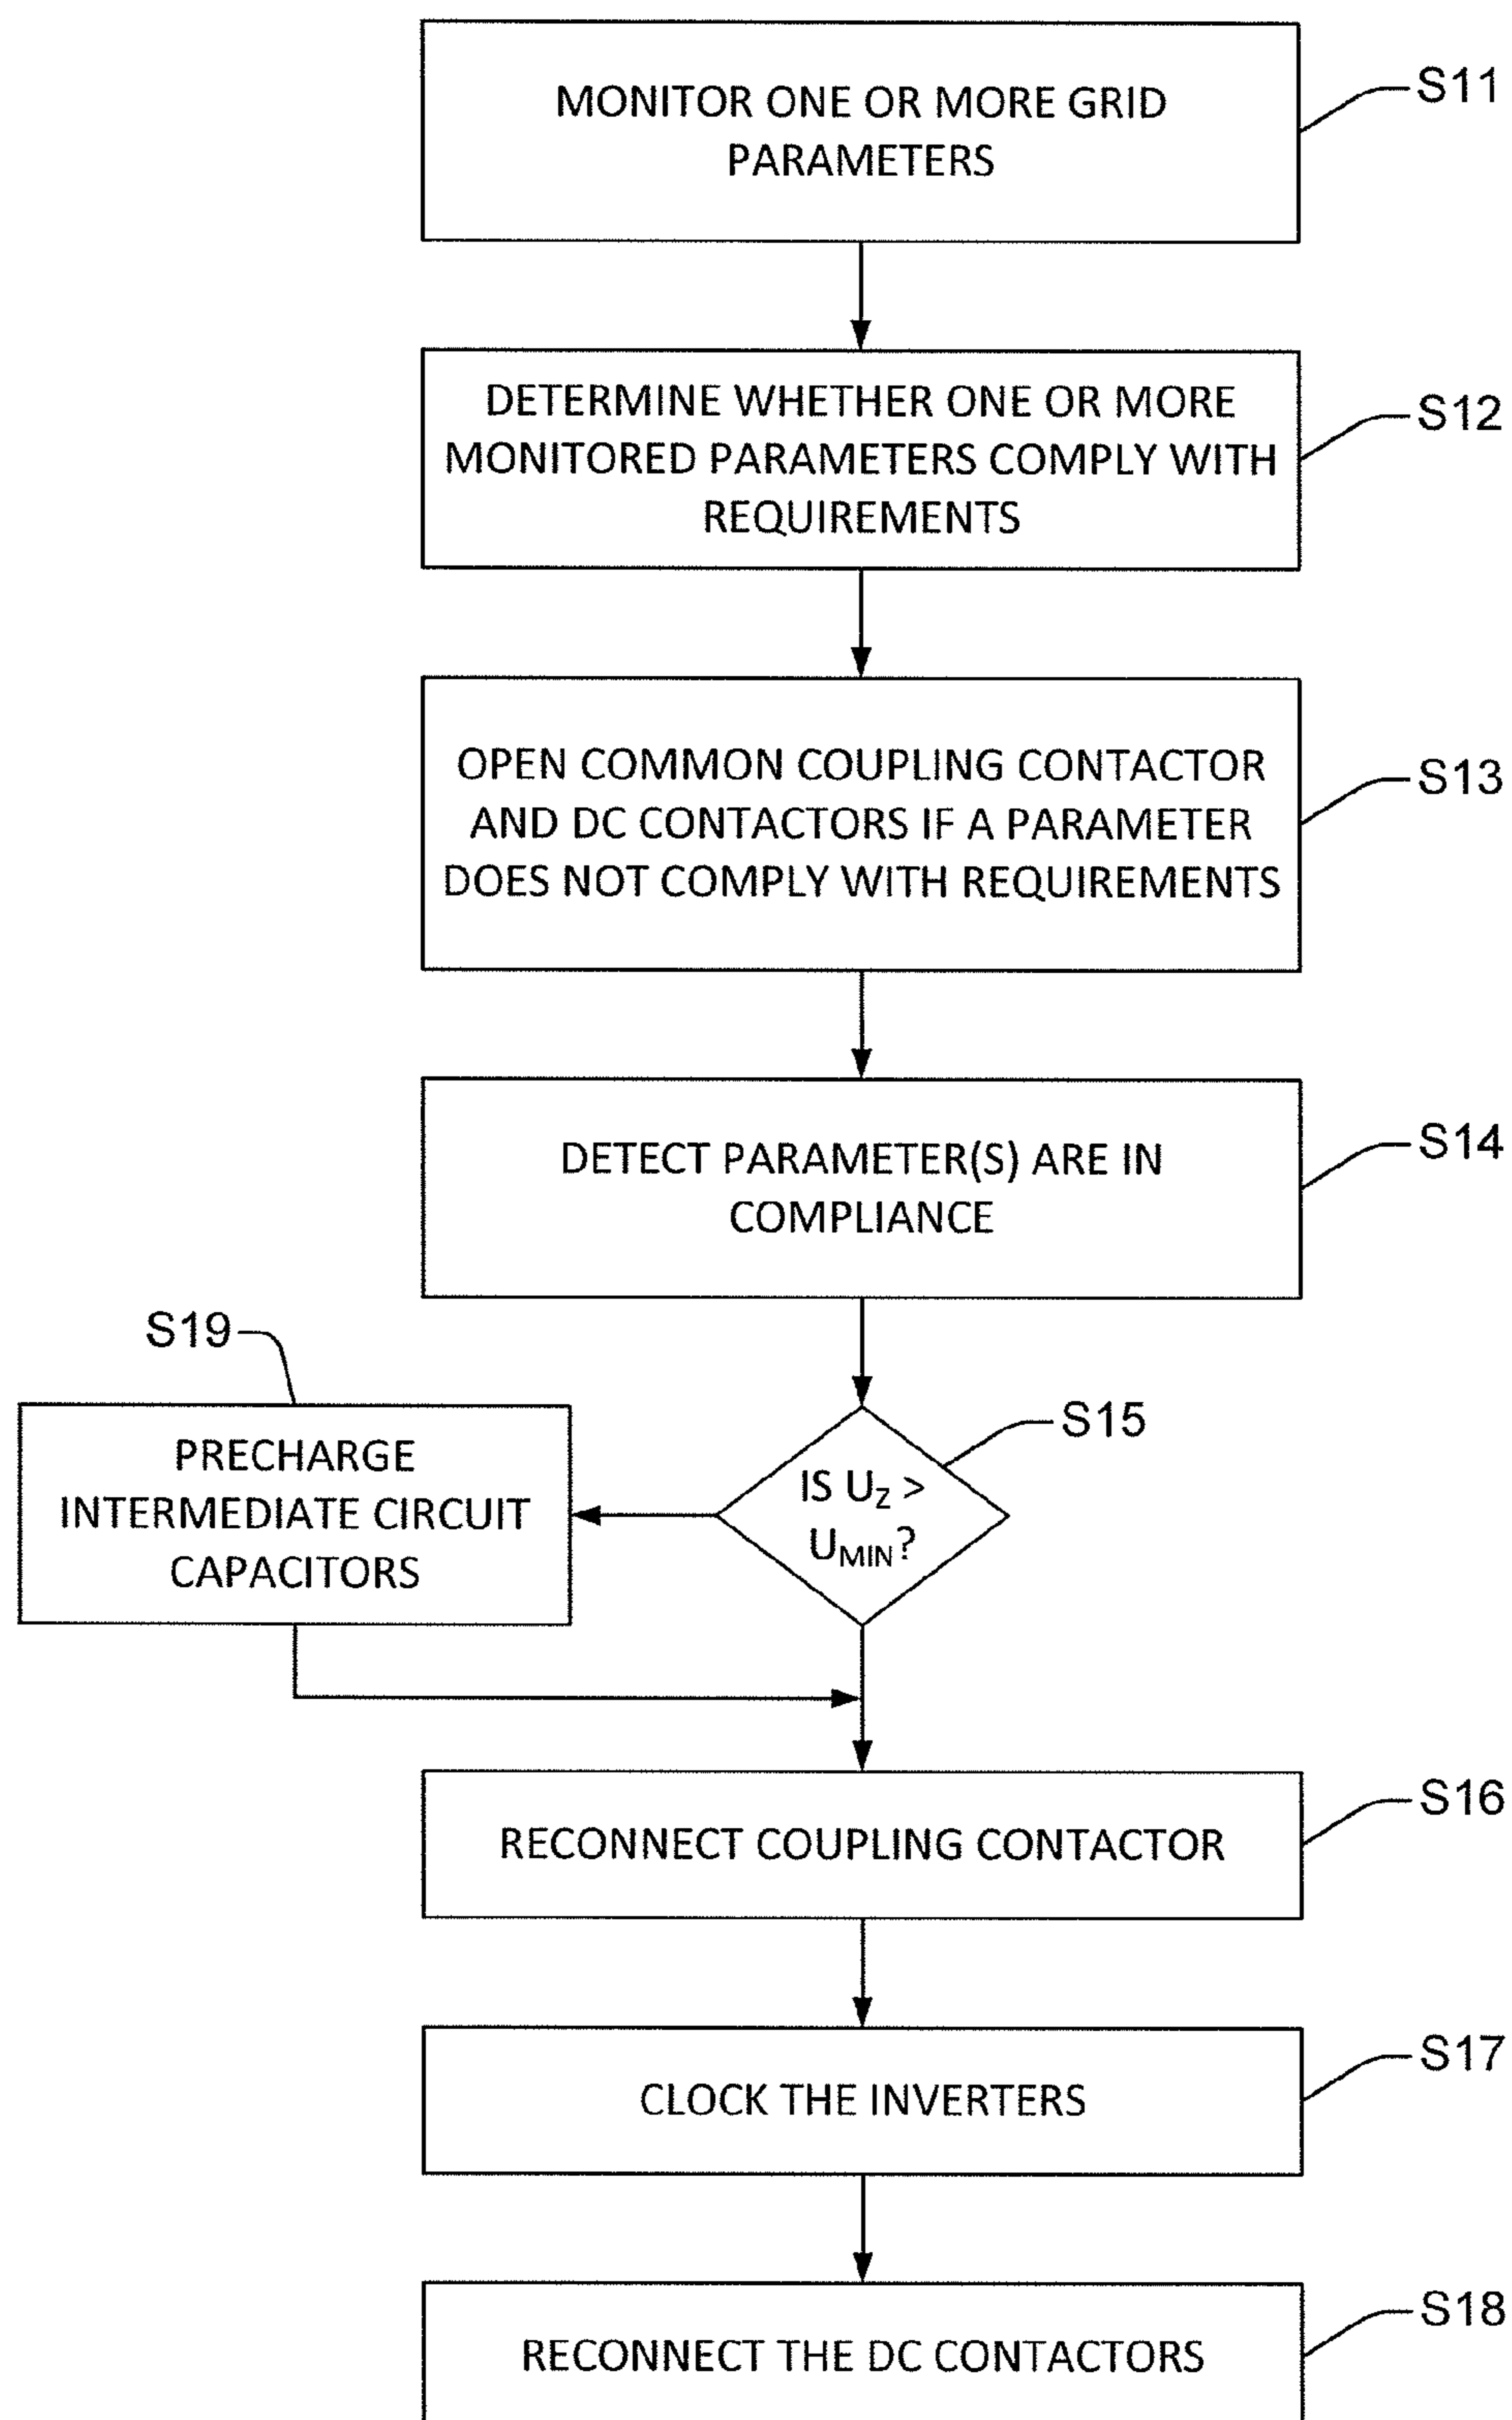 MONITOR ONE OR MORE GRID
PARAMETERS
S11
DETERMINE WHETHER ONE OR MORE
MONITORED PARAMETERS COMPLY WITH
REQUIREMENTS
S12
OPEN COMMON COUPLING CONTACTOR
AND DC CONTACTORS IF A PARAMETER
DOES NOT COMPLY WITH REQUIREMENTS
S13
DETECT PARAMETER(S) ARE IN
COMPLIANCE
S14
S19
PRECHARGE
INTERMEDIATE CIRCUIT
CAPACITORS
S15
IS UZ >
UMIN?
RECONNECT COUPLING CONTACTOR
S16
CLOCK THE INVERTERS
S17
RECONNECT THE DC CONTACTORS
S18